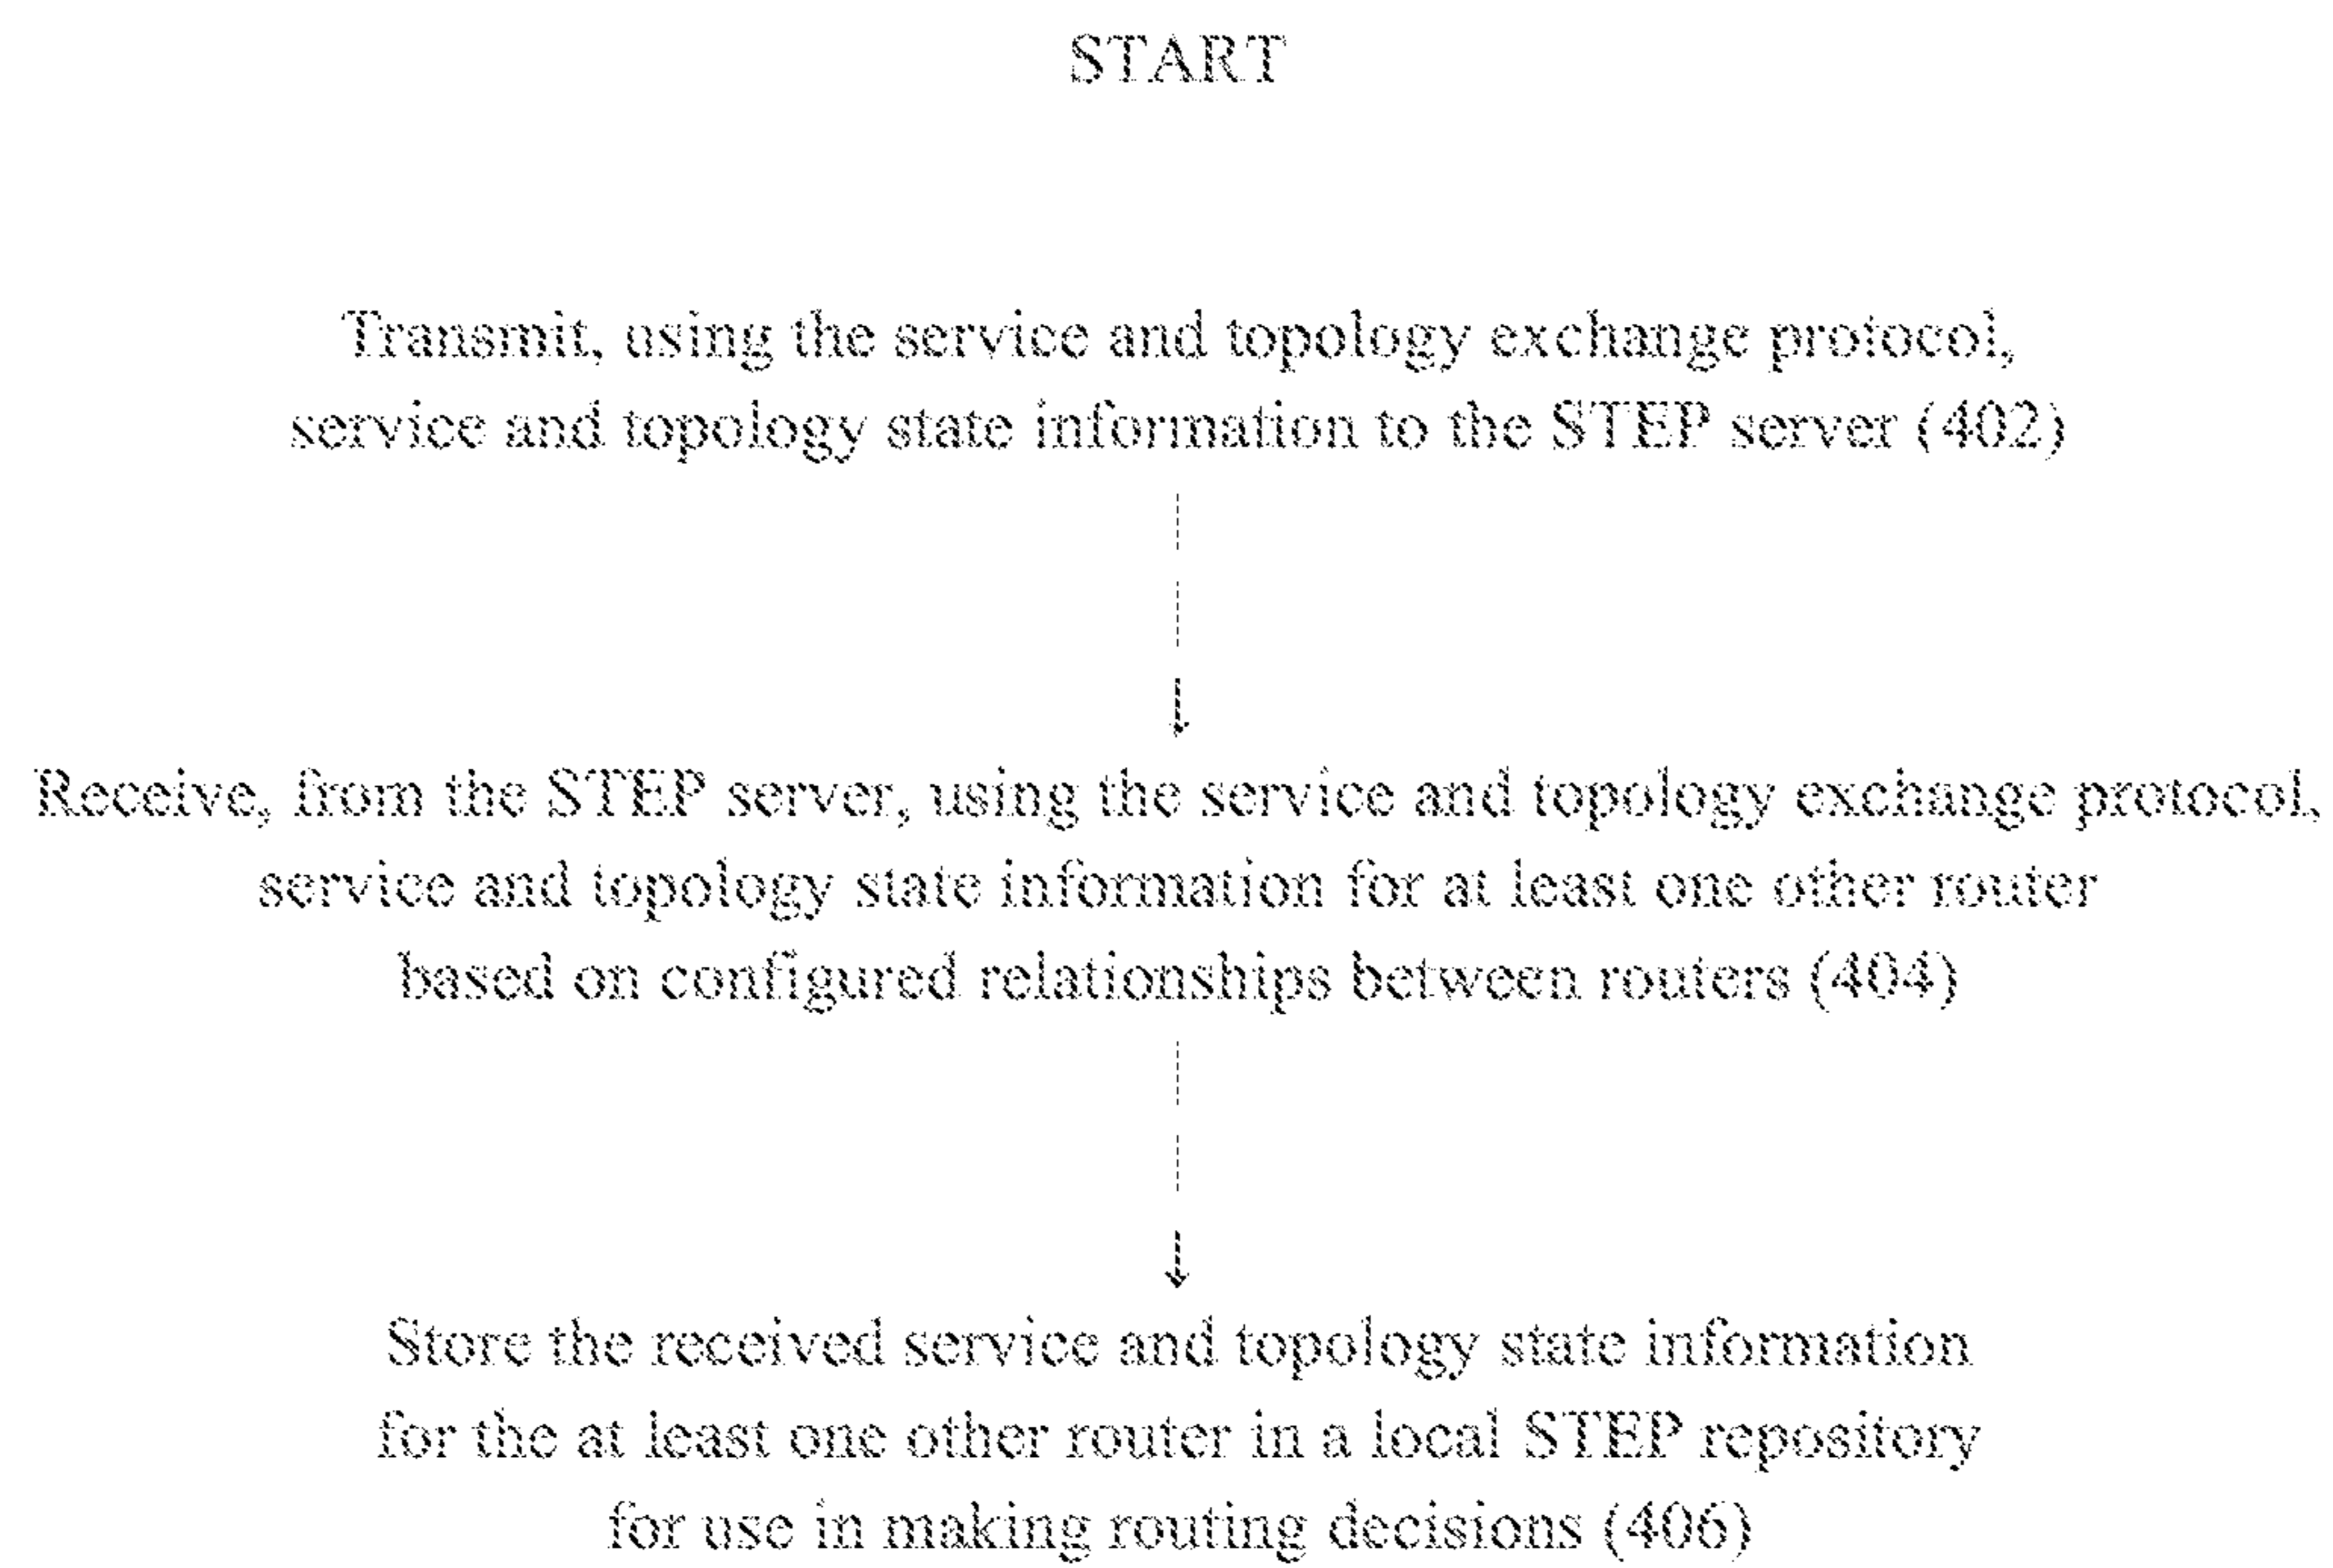 START
Transmit, using the service and topology exchange protocol,
service and topology state information to the STEP server (402)
Receive, from the STEP server, using the service and topology exchange protocol,
service and topology state information for at least one other router
based on configured relationships between routers (404)
Store the received service and topology state information
for the at least one other router in a local STEP repository
for use in making routing decisions (406)